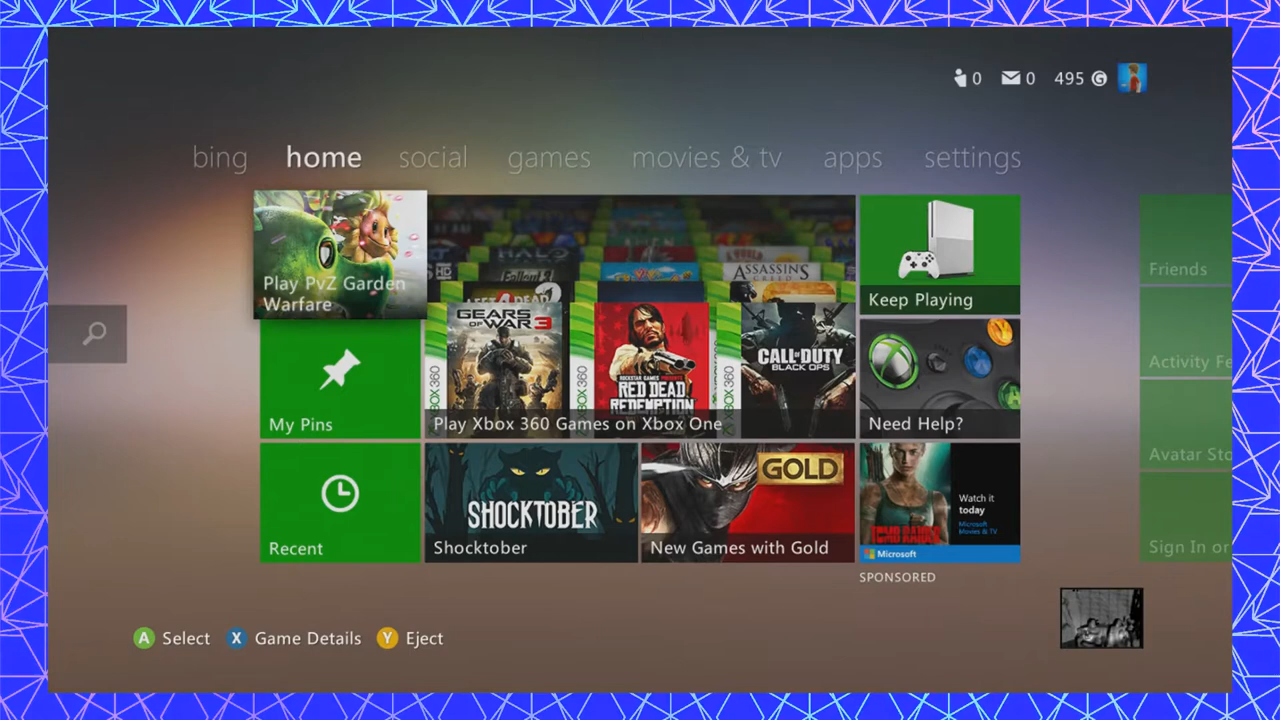 0 0 495 G
bing home social games movies & tv apps settings
Play PvZ Garden
Warfare
HALO
Fallout 3
ASSASSIN'S
LEFT 4 DEAD 2
GEARS
OF WAR 3
XBOX 360
ROCKSTAR GAMES PRESENTS
RED DEAD
REDEMPTION
XBOX 360
CALL OF DUTY
BLACK OPS
XBOX 360
Play Xbox 360 Games on Xbox One
Keep Playing
My Pins
Need Help?
A
Recent
SHOCKTOBER
Shocktober
GOLD
New Games with Gold
Watch it
today
Microsoft
Movies & TV
TOMB RAIDER
Microsoft
SPONSORED
Friends
Activity Fe
Avatar Sto
Sign In or
A Select X Game Details Y Eject